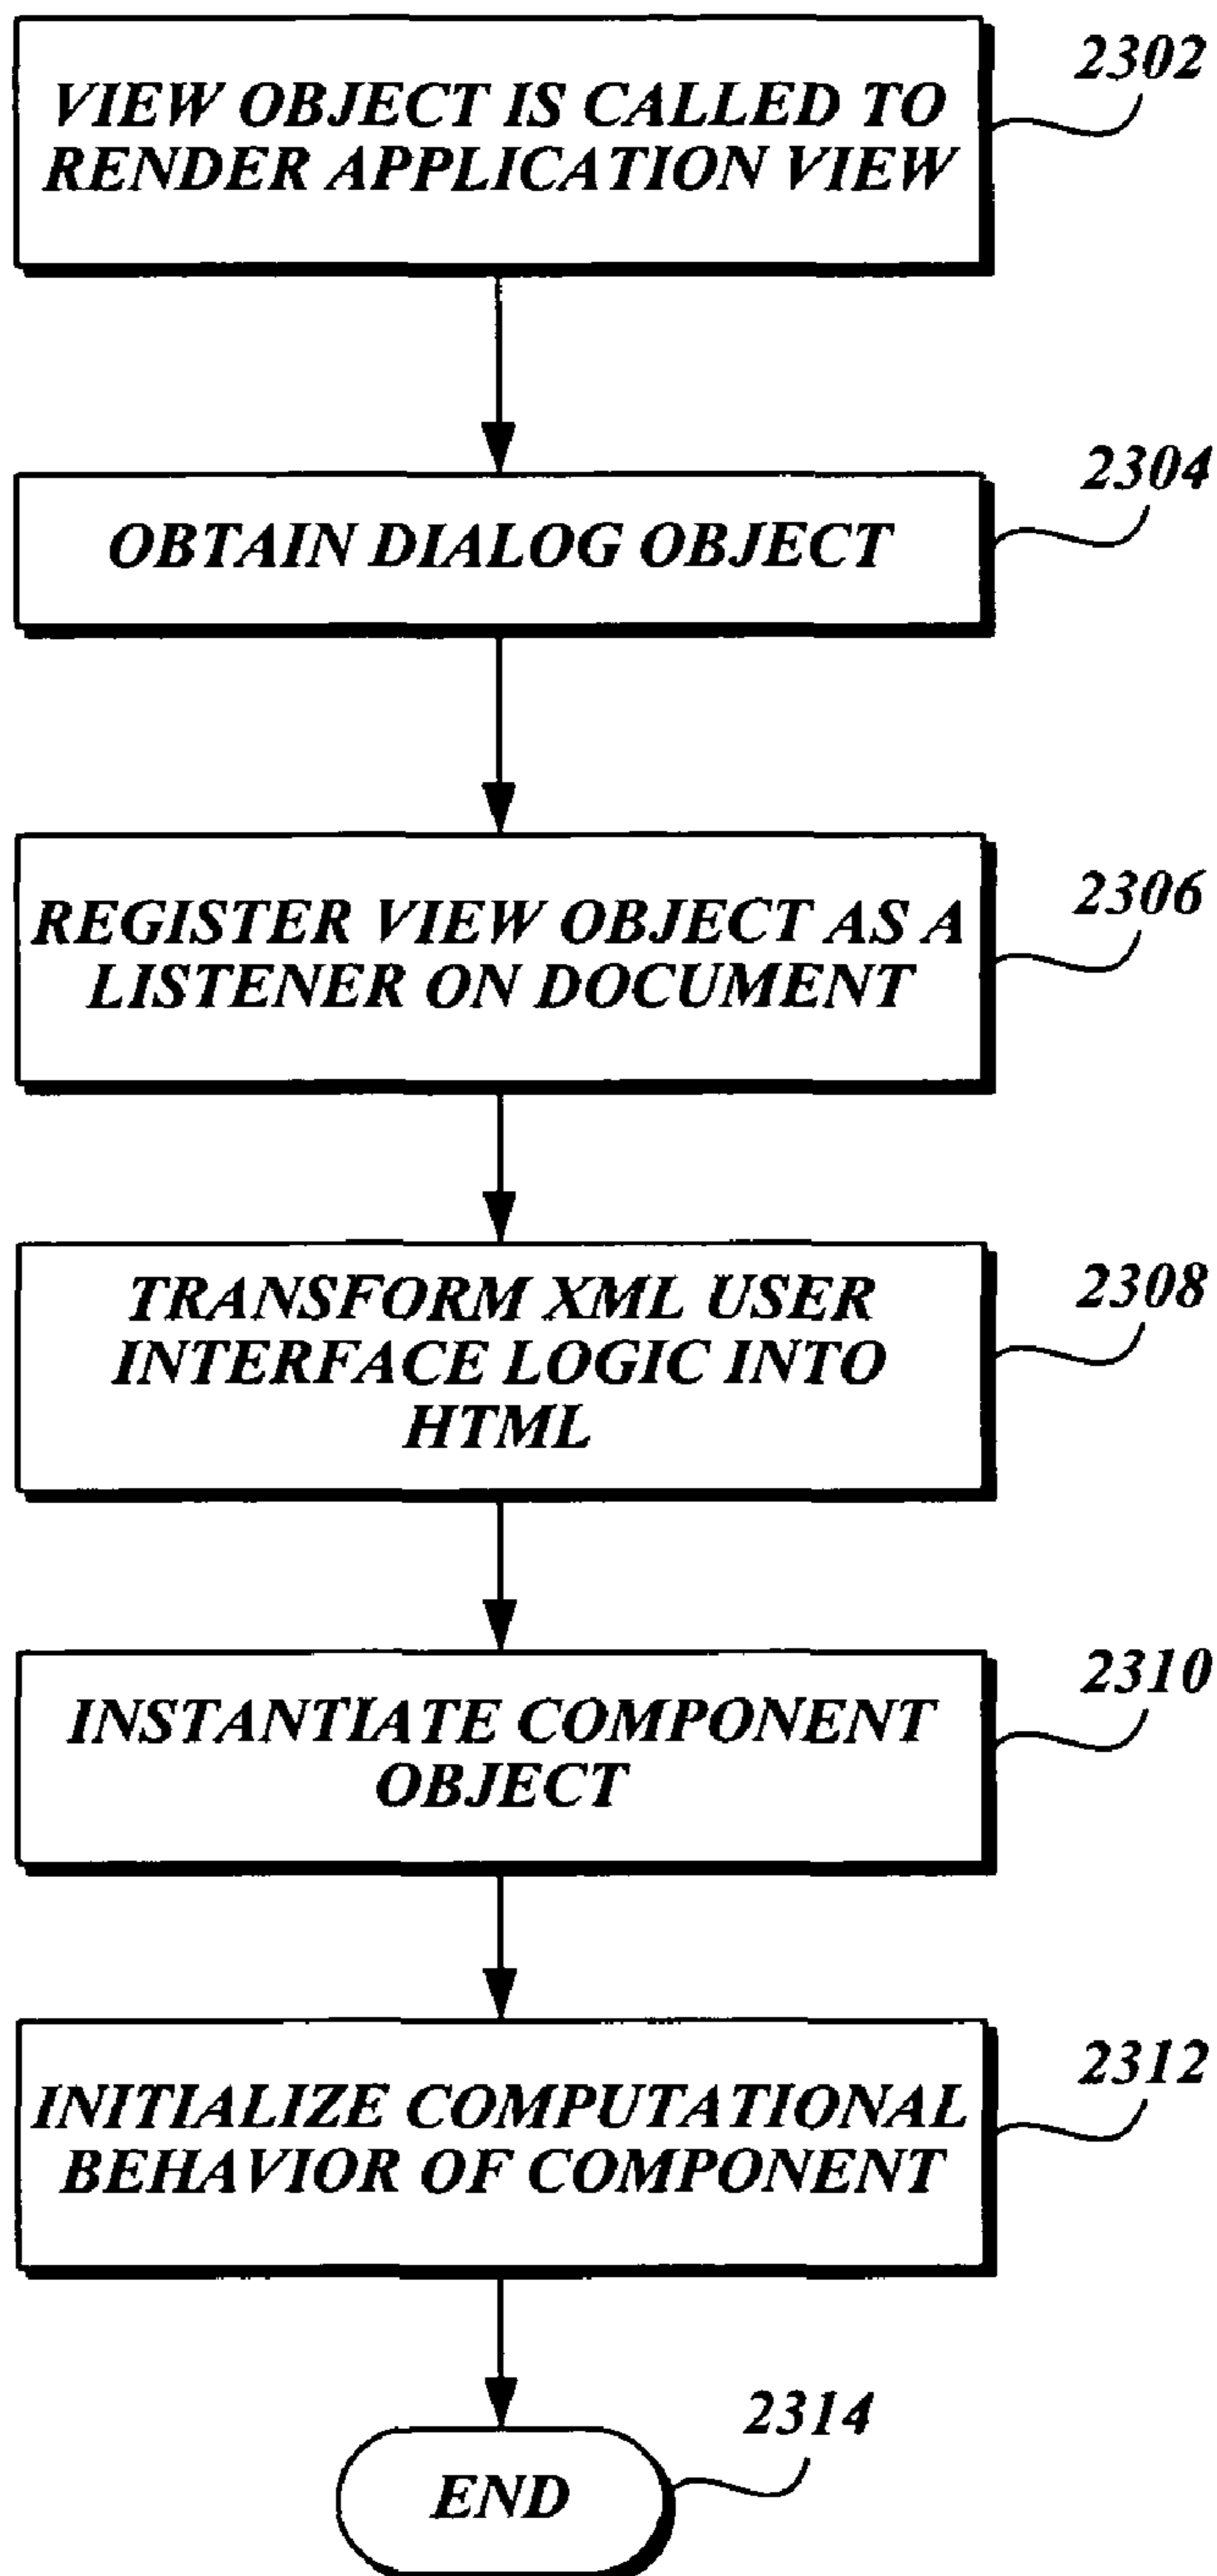 2302
VIEW OBJECT IS CALLED TO
RENDER APPLICATION VIEW
2304
OBTAIN DIALOG OBJECT
2306
REGISTER VIEW OBJECT AS A
LISTENER ON DOCUMENT
2308
TRANSFORM XML USER
INTERFACE LOGIC INTO
HTML
2310
INSTANTIATE COMPONENT
OBJECT
2312
INITIALIZE COMPUTATIONAL
BEHAVIOR OF COMPONENT
2314
END